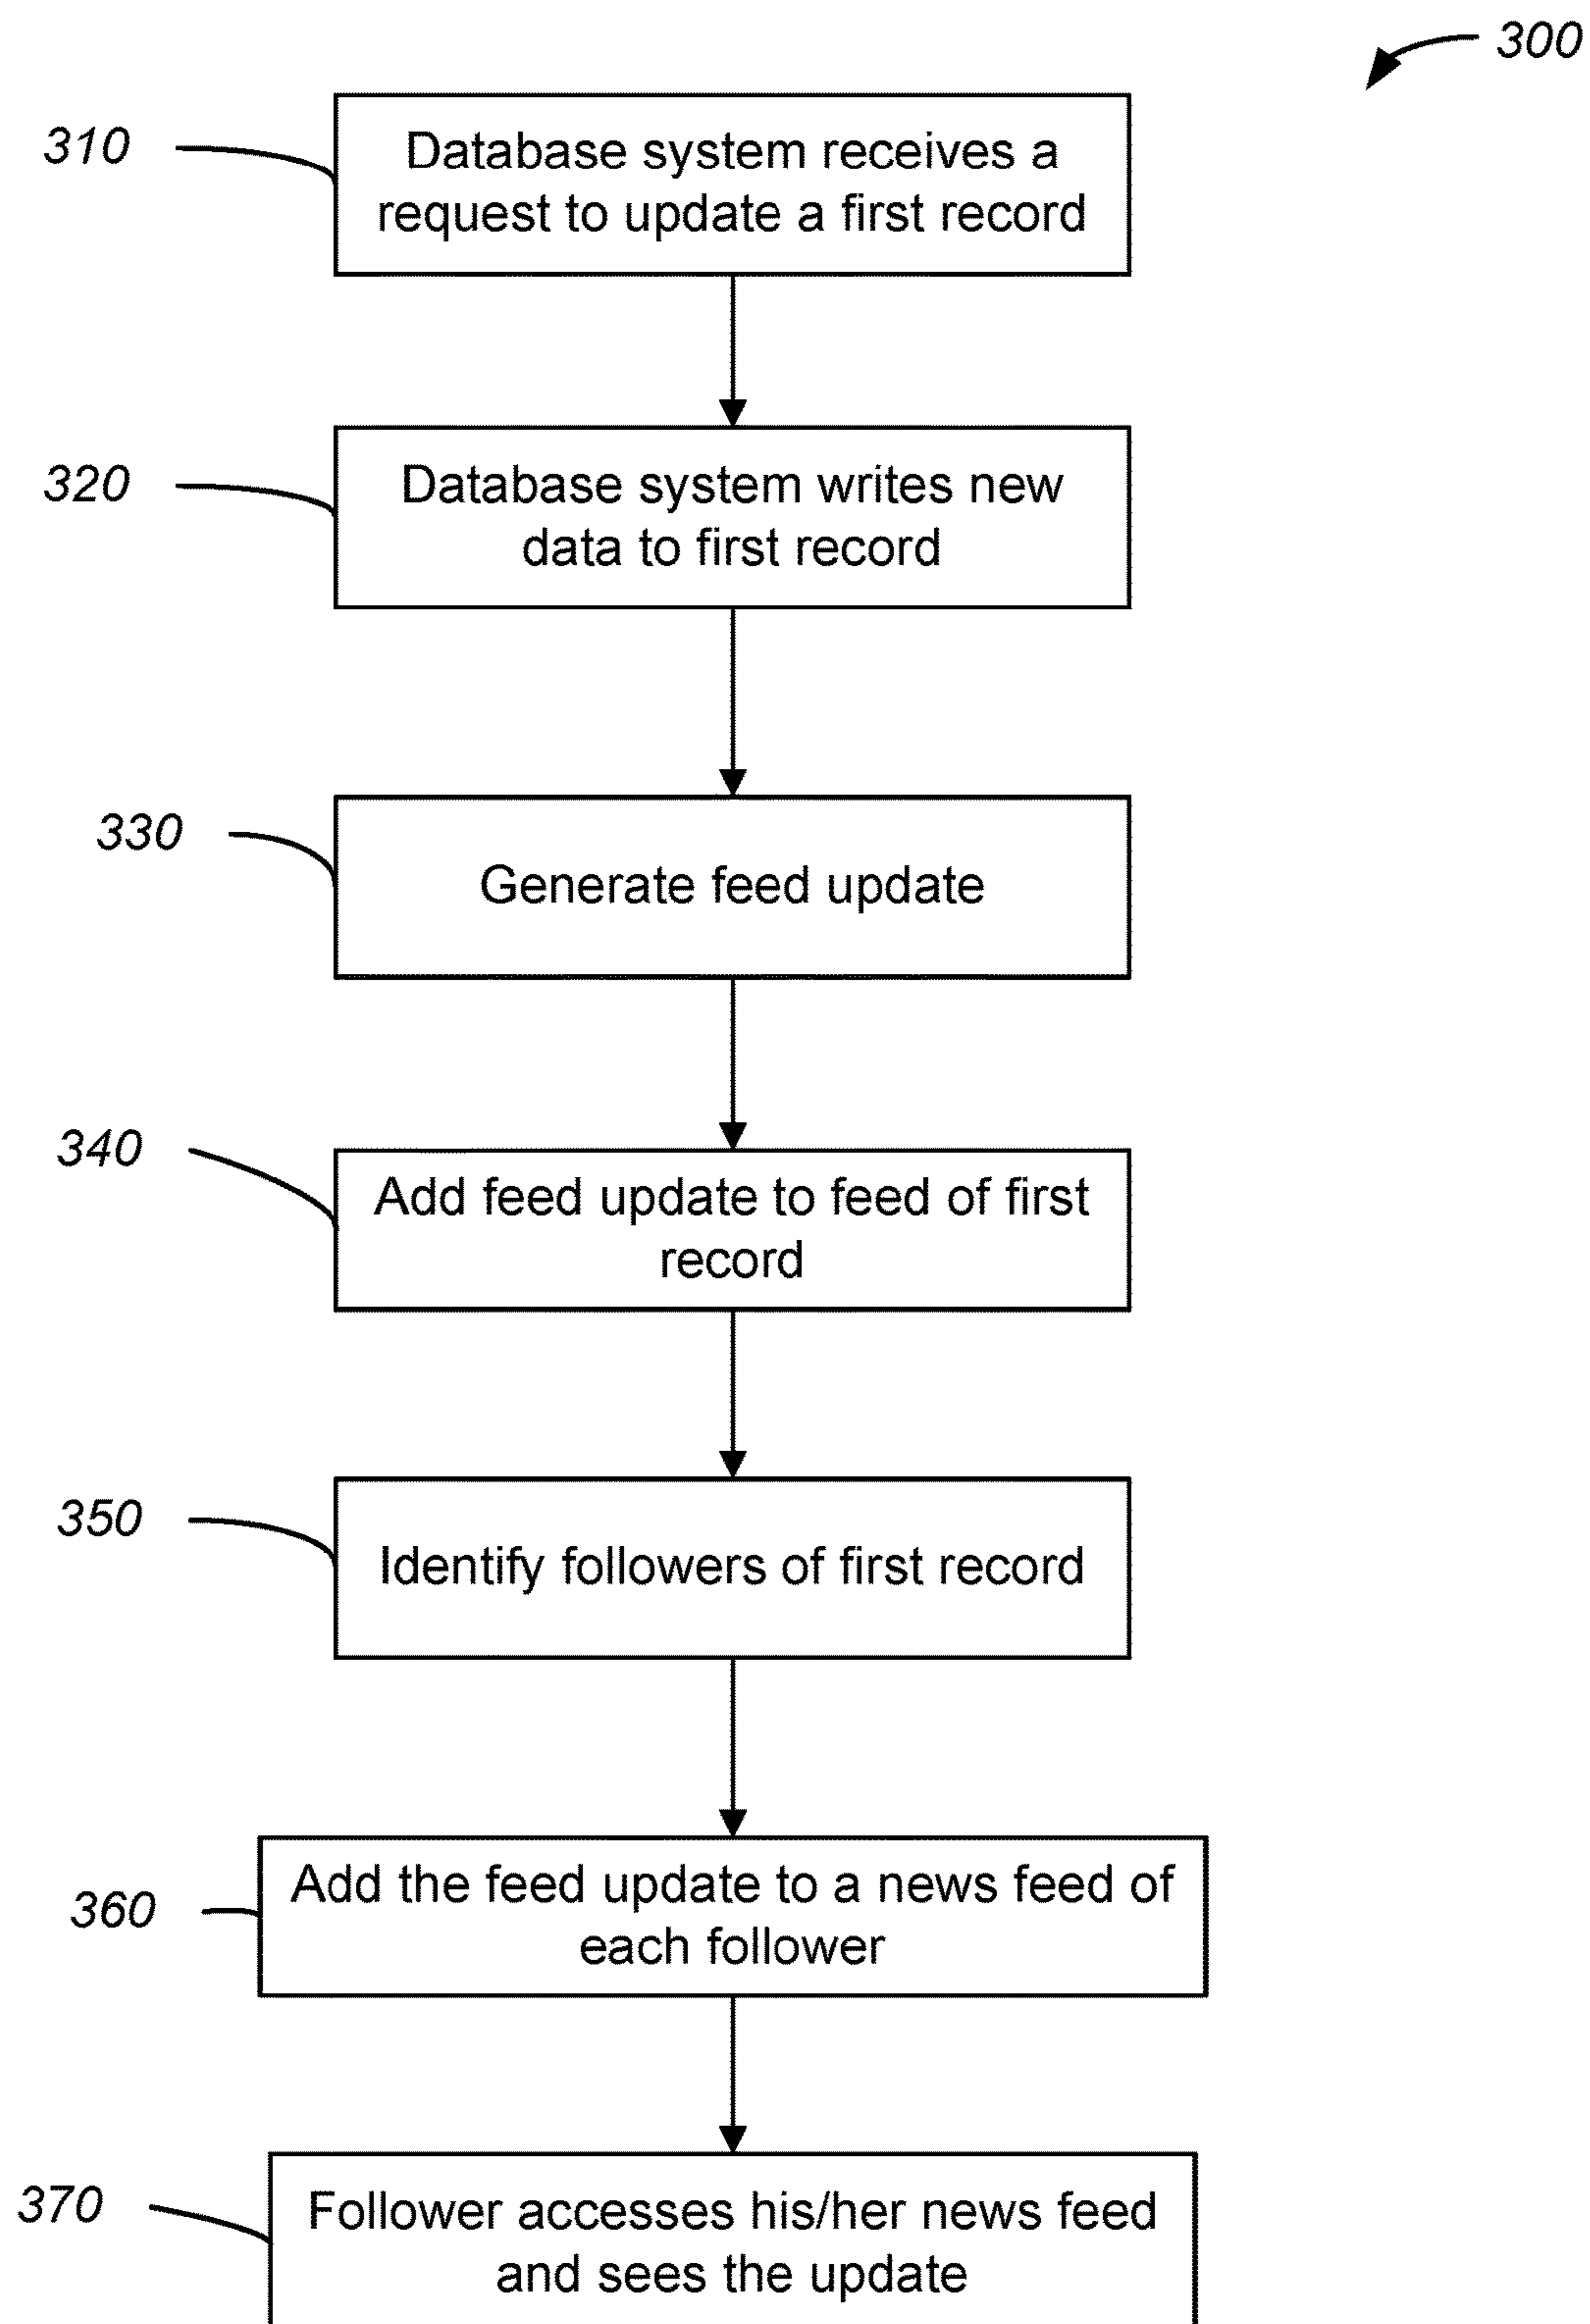 300
310
Database system receives a
request to update a first record
320
Database system writes new
data to first record
330
Generate feed update
340
Add feed update to feed of first
record
350
Identify followers of first record
360
Add the feed update to a news feed of
each follower
370
Follower accesses his/her news feed
and sees the update